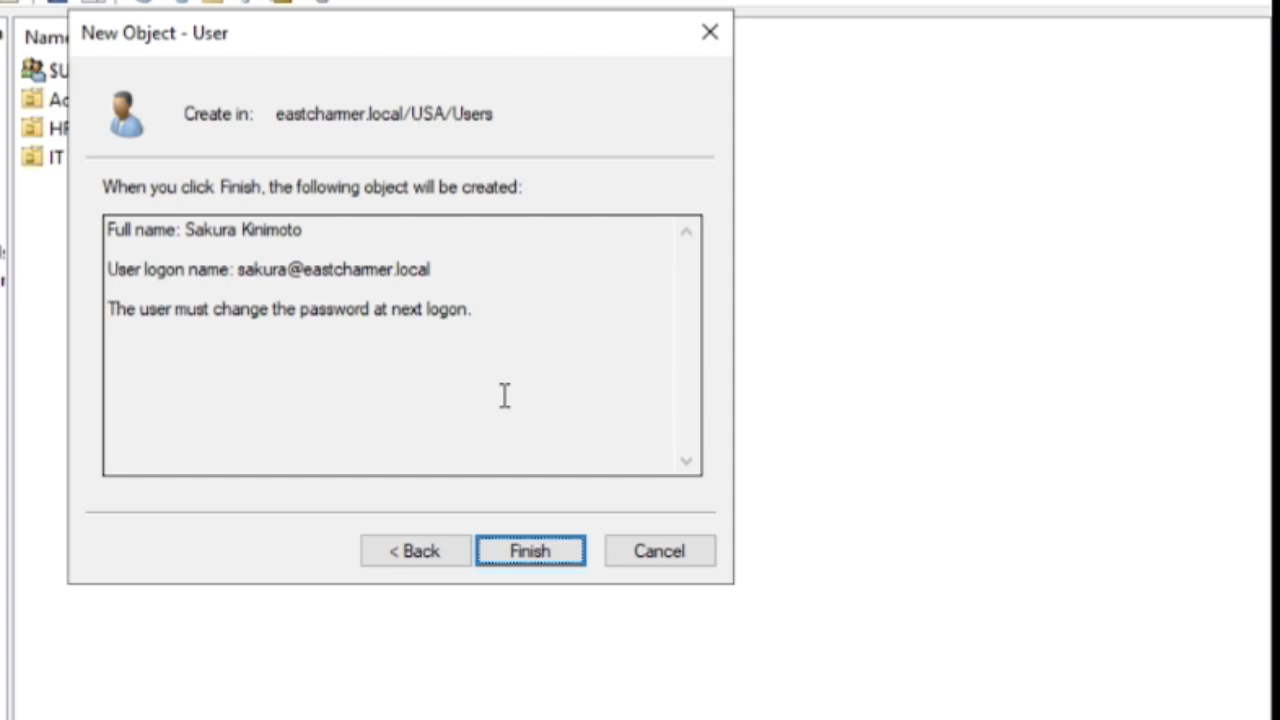 New Object - User
Name
$U
Ac
HF
IT
Create in: eastcharmer.local/USA/Users
When you click Finish, the following object will be created:
Full name: Sakura Kinimoto
User logon name: sakura@eastcharmer.local
The user must change the password at next logon.
< Back
Finish
Cancel